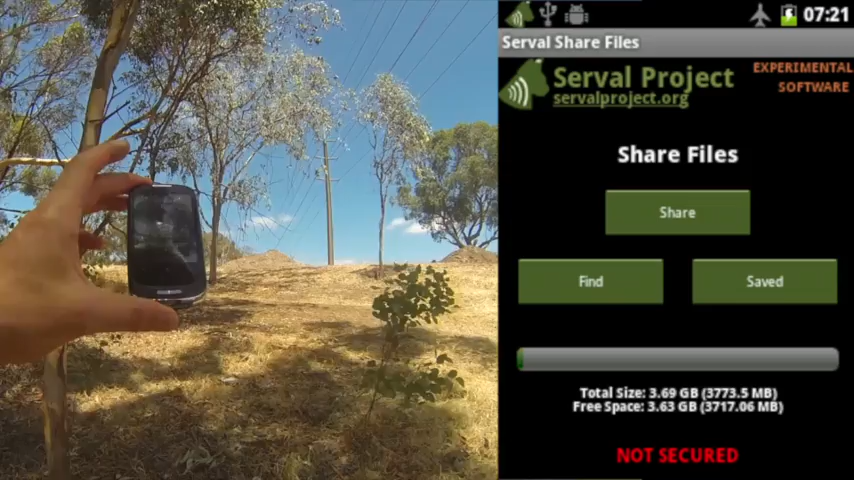 07:21
Serval Share Files
Serval Project
servalproject.org
EXPERIMENTAL
SOFTWARE
Share Files
Share
Find
Saved
Total Size: 3.69 GB (3773.5 MB)
Free Space: 3.63 GB (3717.06 MB)
NOT SECURED